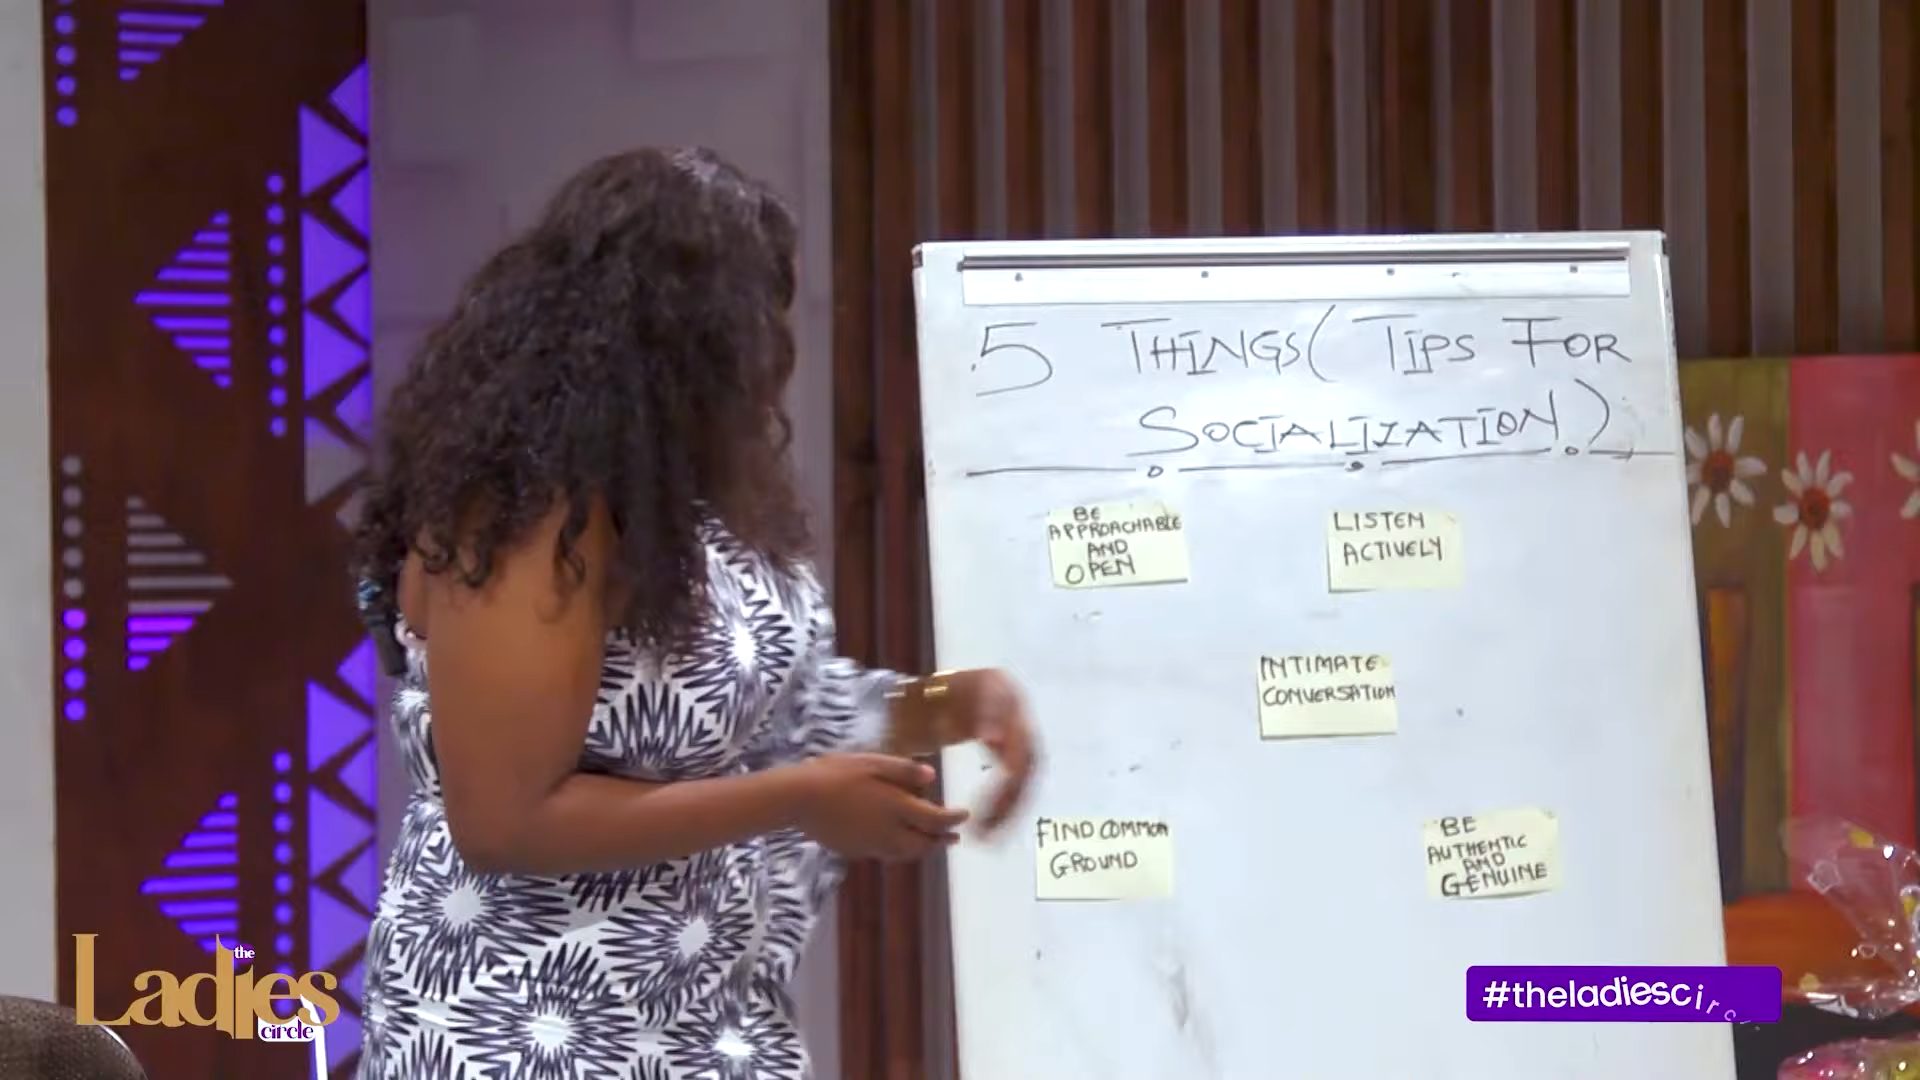 5 THINGS (TIPS FOR
SOCIALIZATION.)
BE
APPROACHABLE
AND
OPEN
LISTEN
ACTIVELY
INTIMATE
CONVERSATION
FIND COMMON
GROUND
BE
AUTHENTIC
AND
GENUINE
the
Ladies
circle
#theladiescirc